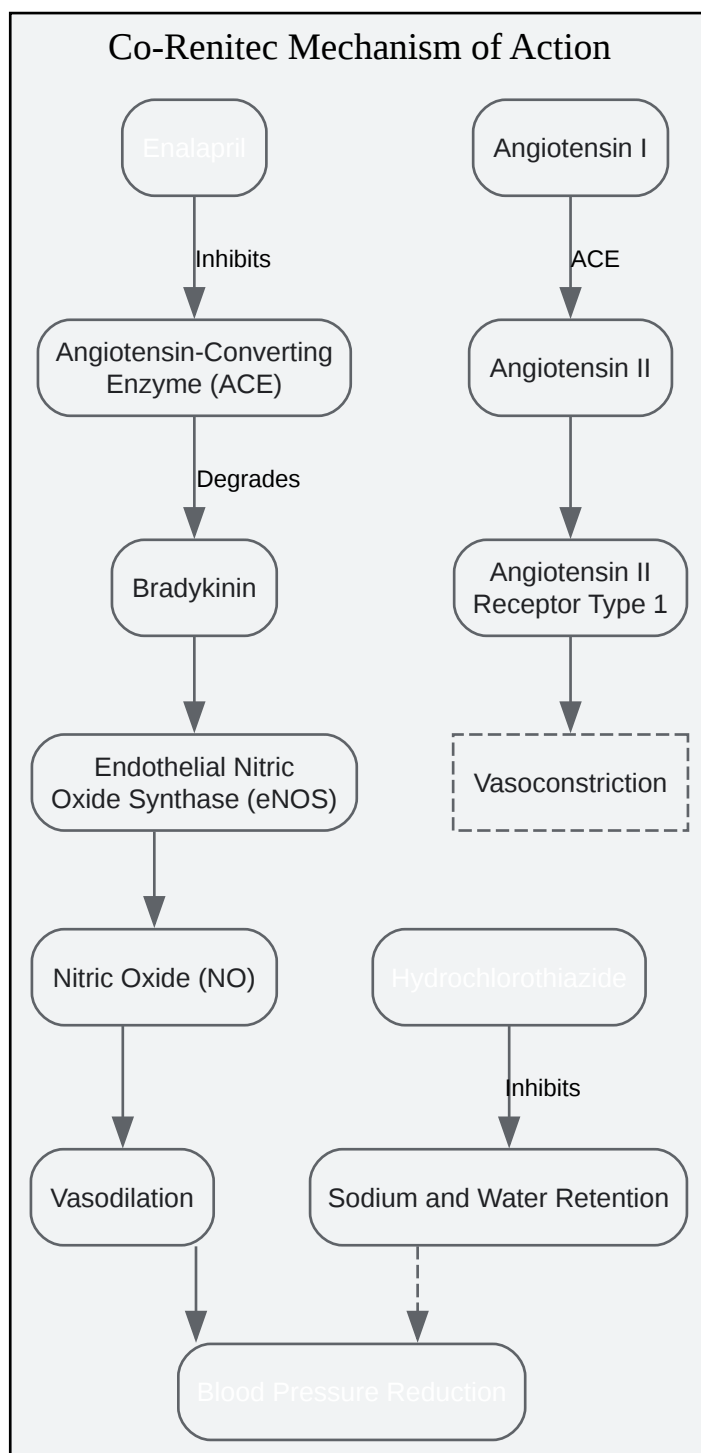 Co-Renitec Mechanism of Action
Enalapril
Angiotensin I
Inhibits
ACE
Angiotensin-Converting
Enzyme (ACE)
Angiotensin II
Degrades
Bradykinin
Angiotensin II
Receptor Type 1
Endothelial Nitric
Oxide Synthase (eNOS)
Vasoconstriction
Nitric Oxide (NO)
Hydrochlorothiazide
Inhibits
Vasodilation
Sodium and Water Retention
Blood Pressure Reduction